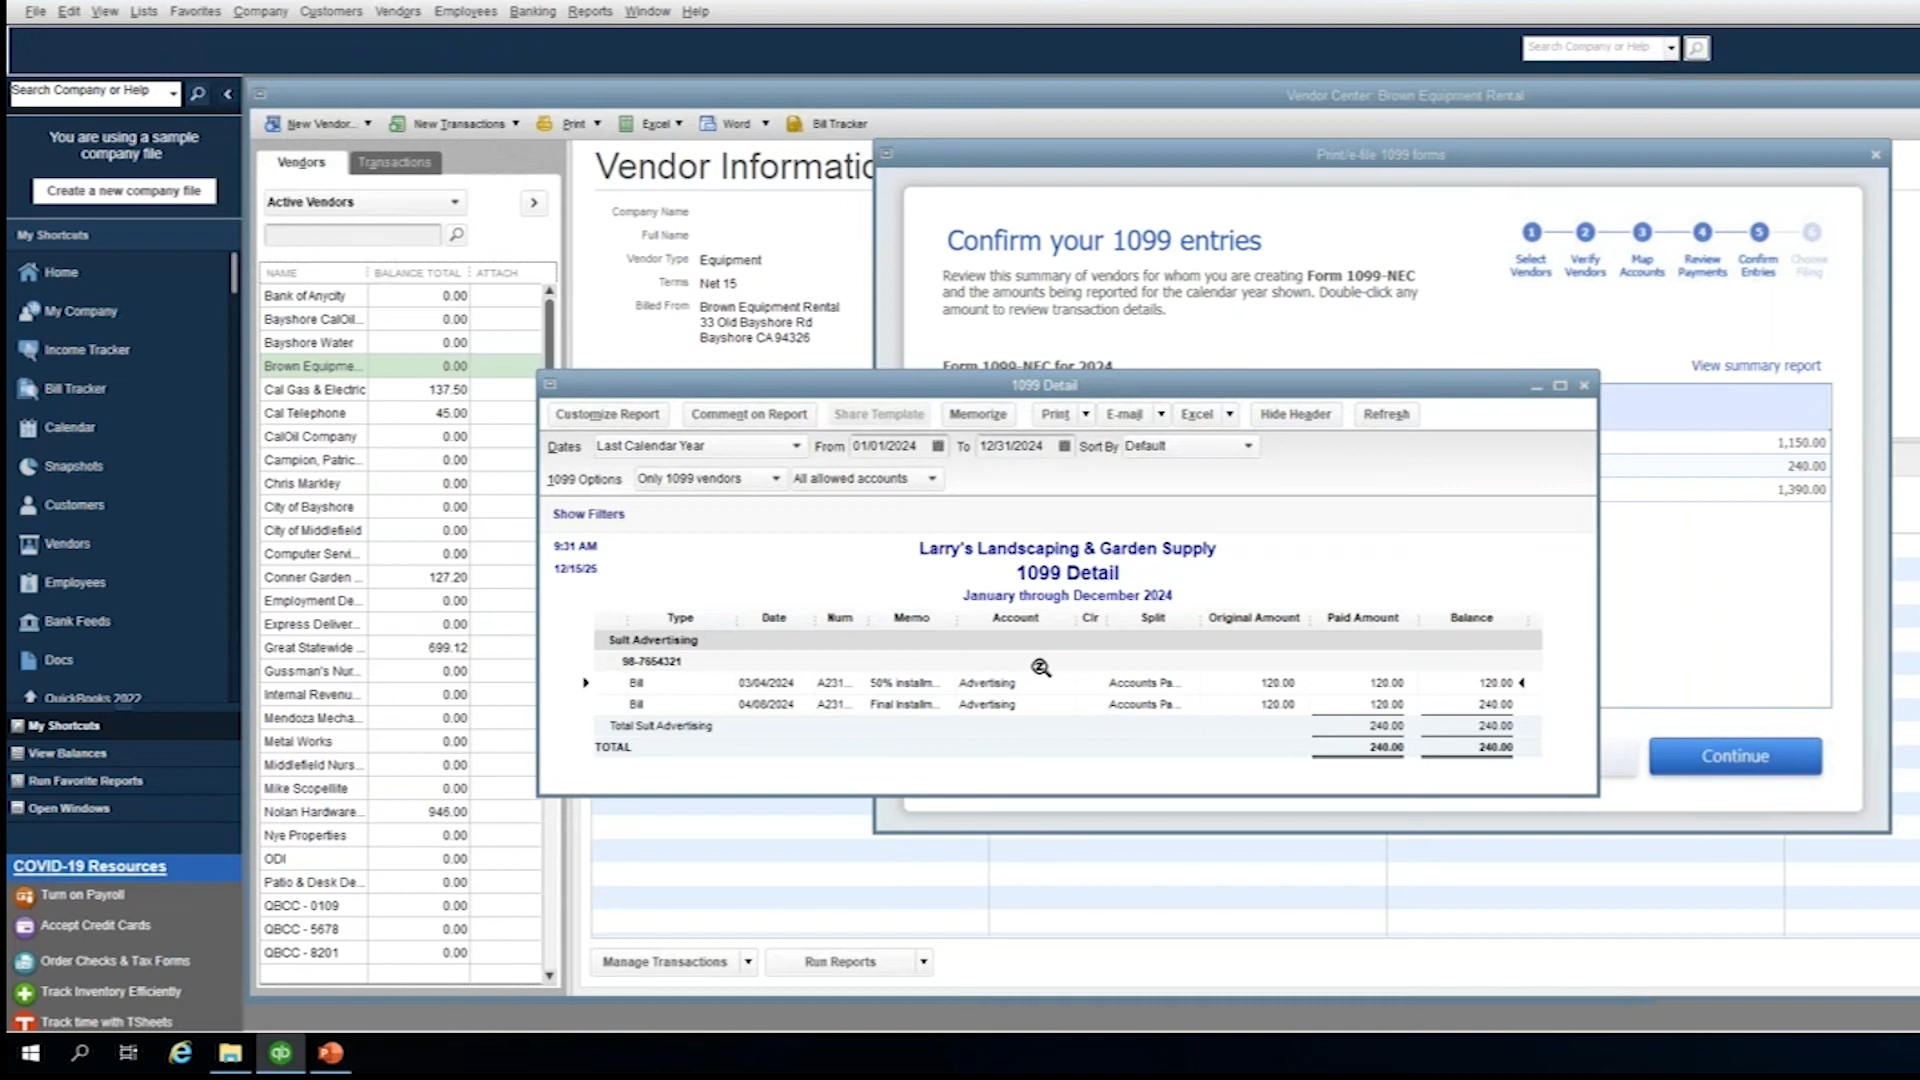 File Edit View Lists Favorites Company Customers Vendors Employees Banking Reports Window Help
Search Company or Help
Search Company or Help
You are using a sample
company file
Create a new company file
My Shortcuts
Home
My Company
Income Tracker
Bill Tracker
Calendar
Snapshots
Customers
Vendors
Employees
Bank Feeds
Docs
QuickBooks 2022
My Shortcuts
View Balances
Run Favorite Reports
Open Windows
COVID-19 Resources
Turn on Payroll
Accept Credit Cards
Order Checks & Tax Forms
Track Inventory Efficiently
Track time with TSheets
Vendor Center: Brown Equipment Rental
New Vendor... New Transactions Print Excel Word Bill Tracker
Vendors Transactions
Active Vendors
NAME BALANCE TOTAL ATTACH
Bank of Anycity 0.00
Bayshore CalOil... 0.00
Bayshore Water 0.00
Brown Equipme... 0.00
Cal Gas & Electric 137.50
Cal Telephone 45.00
CalOil Company 0.00
Campion, Patric... 0.00
Chris Markley 0.00
City of Bayshore 0.00
City of Middlefield 0.00
Computer Servi... 0.00
Conner Garden ... 127.20
Employment De... 0.00
Express Deliver... 0.00
Great Statewide ... 699.12
Gussman's Nur... 0.00
Internal Revenu... 0.00
Mendoza Mecha... 0.00
Metal Works 0.00
Middlefield Nurs... 0.00
Mike Scopellite 0.00
Nolan Hardware... 946.00
Nye Properties 0.00
ODI 0.00
Patio & Desk De... 0.00
QBCC - 0109 0.00
QBCC - 5678 0.00
QBCC - 8201 0.00
Vendor Informatio
Company Name
Full Name
Vendor Type Equipment
Terms Net 15
Billed From Brown Equipment Rental
33 Old Bayshore Rd
Bayshore CA 94326
Manage Transactions Run Reports
Print/e-file 1099 forms
Confirm your 1099 entries
Review this summary of vendors for whom you are creating Form 1099-NEC
and the amounts being reported for the calendar year shown. Double-click any
amount to review transaction details.
1 2 3 4 5 6
Select Vendors
Verify Vendors
Map Accounts
Review Payments
Confirm Entries
Choose Filing
Form 1099-NEC for 2024
View summary report
1,150.00
240.00
1,390.00
Continue
1099 Detail
Customize Report Comment on Report Share Template Memorize Print E-mail Excel Hide Header Refresh
Dates Last Calendar Year From 01/01/2024 To 12/31/2024 Sort By Default
1099 Options Only 1099 vendors All allowed accounts
Show Filters
9:31 AM
12/15/25
Larry's Landscaping & Garden Supply
1099 Detail
January through December 2024
Type Date Num Memo Account Clr Split Original Amount Paid Amount Balance
Suit Advertising
98-7654321
Bill 03/04/2024 A231... 50% installm... Advertising Accounts Pa... 120.00 120.00 120.00
Bill 04/08/2024 A231... Final Installm... Advertising Accounts Pa... 120.00 120.00 240.00
Total Suit Advertising 240.00 240.00
TOTAL 240.00 240.00